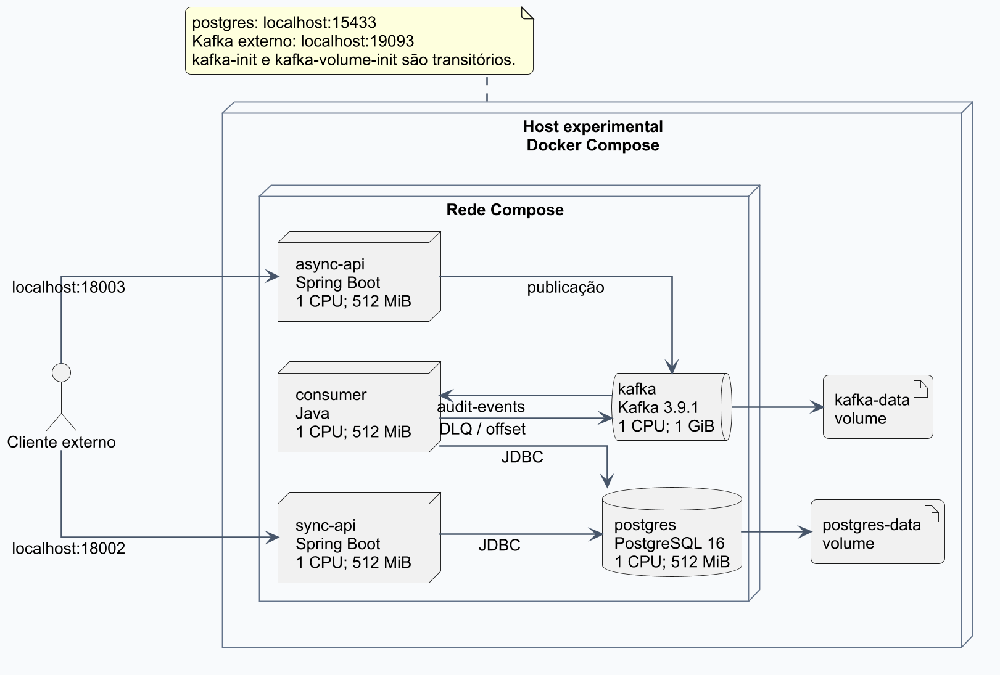 postgres: localhost:15433
Kafka externo: localhost:19093
kafka-init e kafka-volume-init são transitórios.
Host experimental
Docker Compose
Rede Compose
async-api
Spring Boot
1 CPU; 512 MiB
localhost:18003
publicação
consumer
Java
1 CPU; 512 MiB
audit-events
DLQ / offset
JDBC
kafka
Kafka 3.9.1
1 CPU; 1 GiB
kafka-data
volume
Cliente externo
localhost:18002
sync-api
Spring Boot
1 CPU; 512 MiB
JDBC
postgres
PostgreSQL 16
1 CPU; 512 MiB
postgres-data
volume